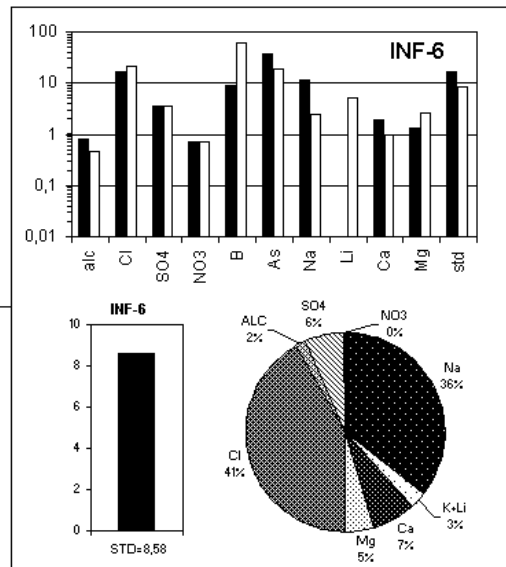 INF-6
100
10
1
0,1
0,01
alc Cl SO4 NO3 B As Na Li Ca Mg std
INF-6
10
8
6
4
2
0
STD=8,58
SO4
6%
NO3
0%
ALC
2%
Na
36%
Cl
41%
K+Li
3%
Ca
7%
Mg
5%